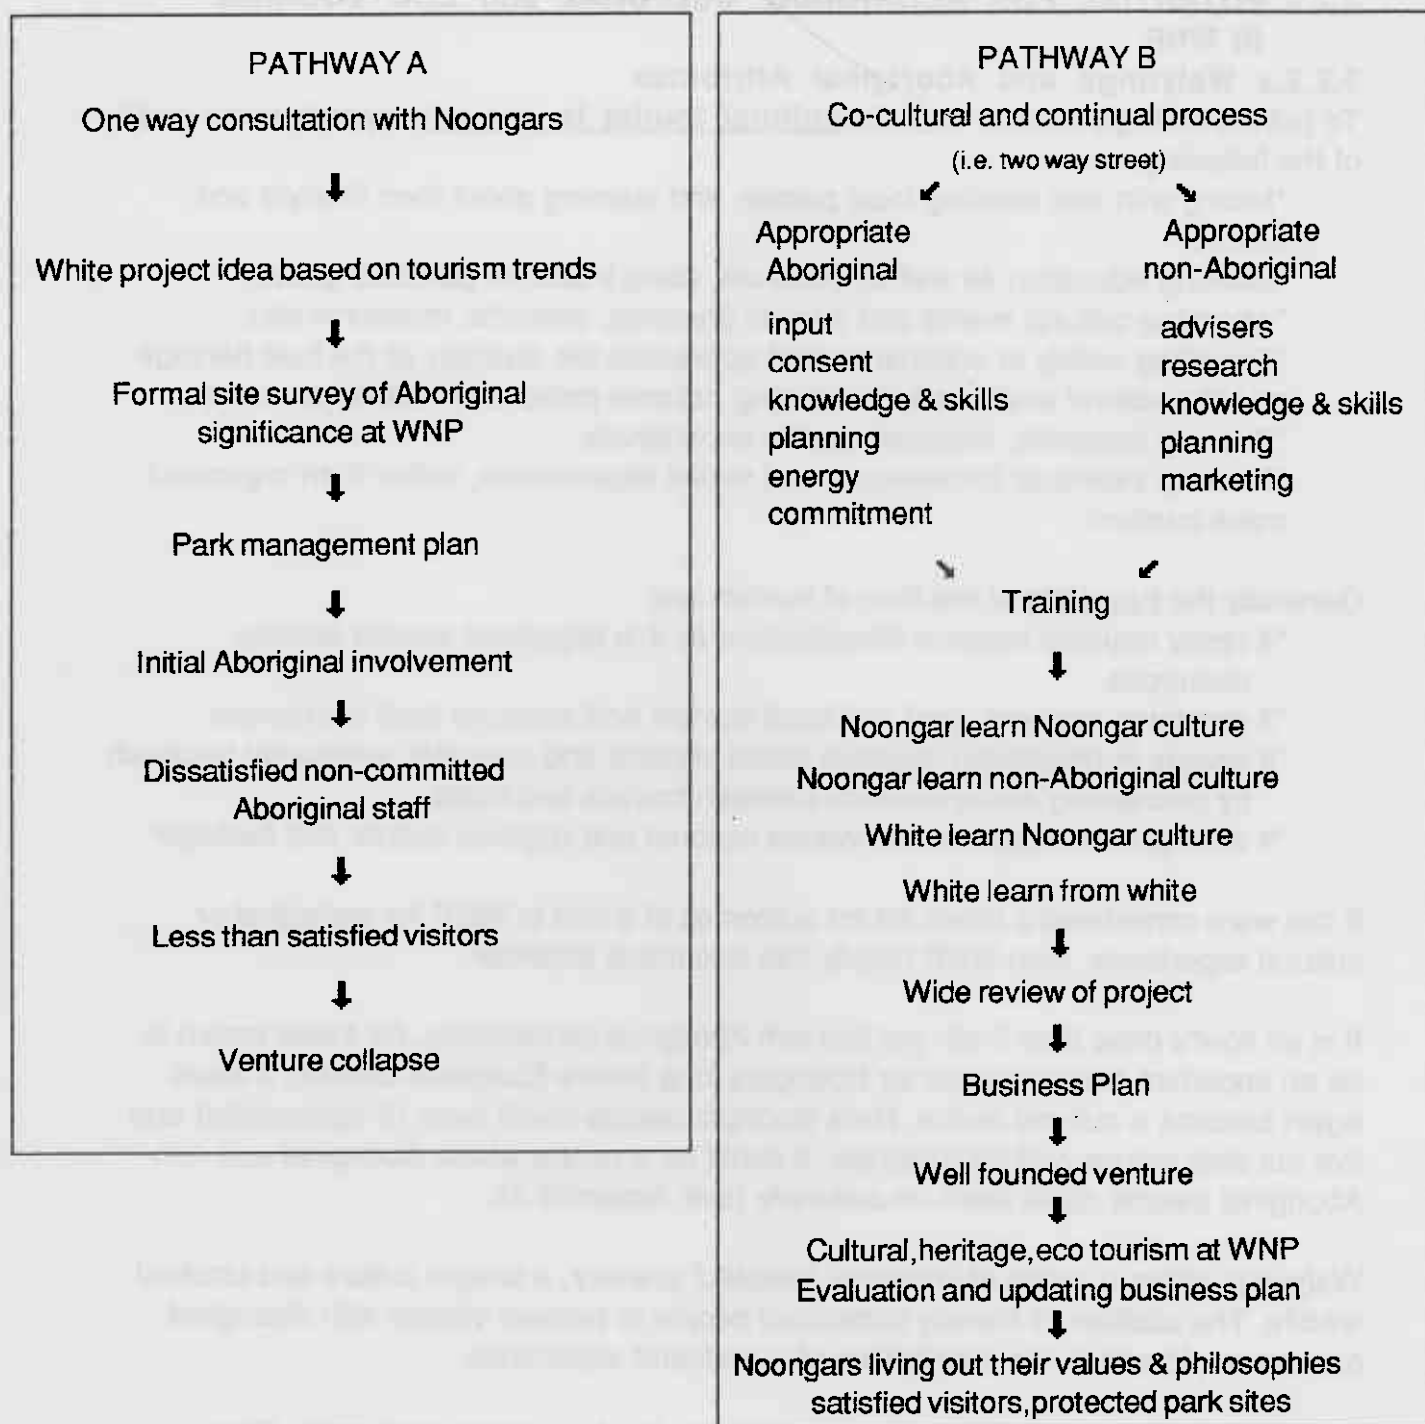 PATHWAY A
One way consultation with Noongars
White project idea based on tourism trends
Formal site survey of Aboriginal
significance at WNP
Park management plan
Initial Aboriginal involvement
Dissatisfied non-committed
Aboriginal staff
Less than satisfied visitors
Venture collapse
PATHWAY B
Co-cultural and continual process
(i.e. two way street)
Appropriate
Aboriginal
input
consent
knowledge & skills
planning
energy
commitment
Appropriate
non-Aboriginal
advisers
research
knowledge & skills
planning
marketing
Training
Noongar learn Noongar culture
Noongar learn non-Aboriginal culture
White learn Noongar culture
White learn from white
Wide review of project
Business Plan
Well founded venture
Cultural,heritage,eco tourism at WNP
Evaluation and updating business plan
Noongars living out their values & philosophies
satisfied visitors,protected park sites